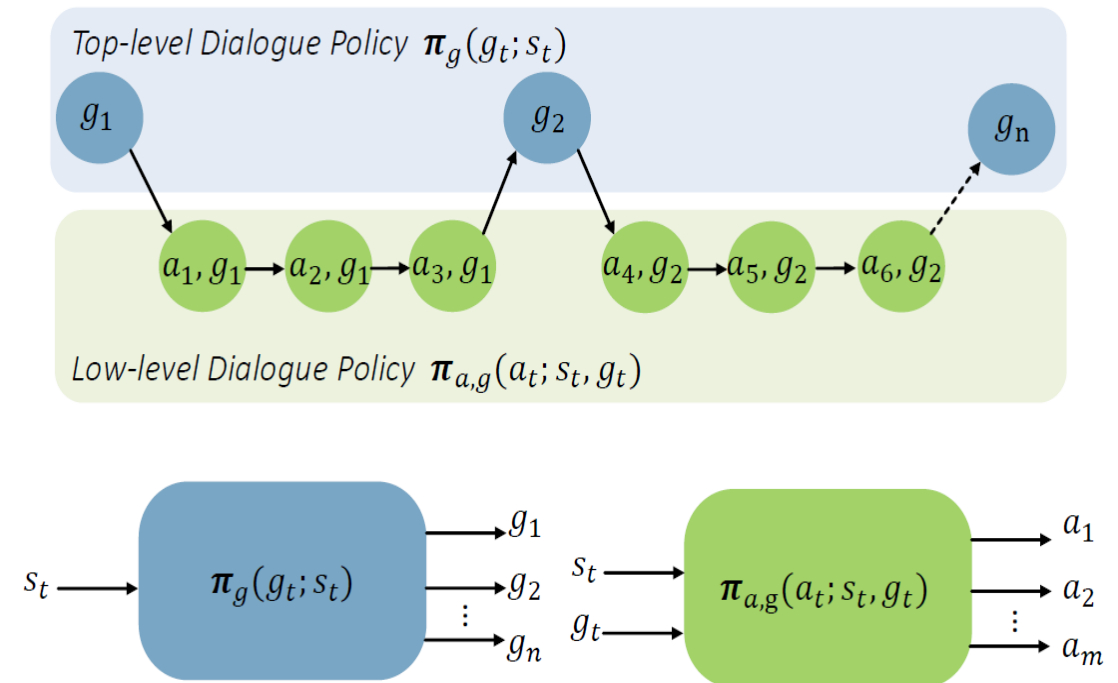 Top-level Dialogue Policy π_g(g_t; s_t)
g_1
g_2
g_n
a_1, g_1
a_2, g_1
a_3, g_1
a_4, g_2
a_5, g_2
a_6, g_2
Low-level Dialogue Policy π_{a,g}(a_t; s_t, g_t)
s_t
π_g(g_t; s_t)
g_1
g_2
⋮
g_n
s_t
g_t
π_{a,g}(a_t; s_t, g_t)
a_1
a_2
⋮
a_m